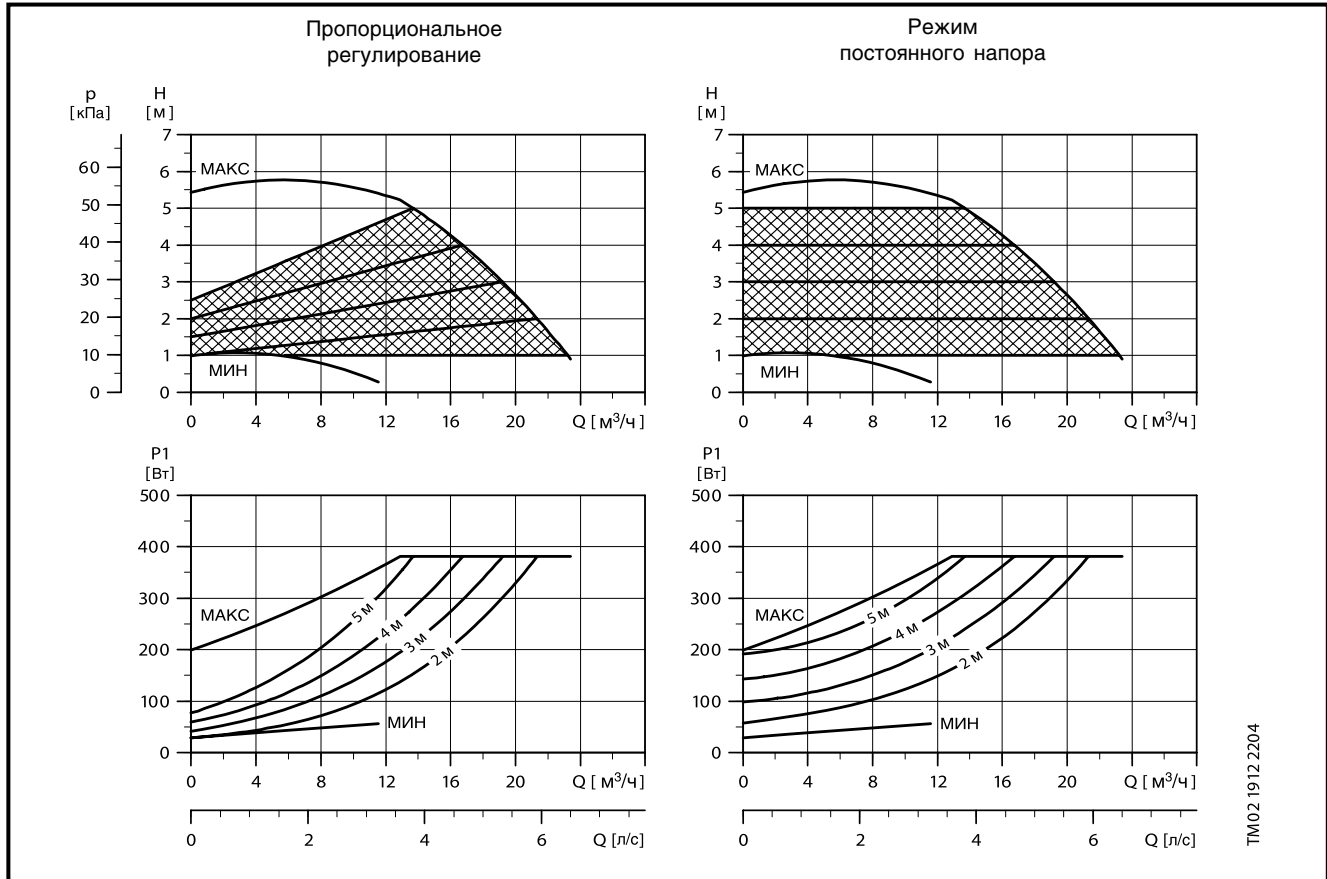 Пропорциональное
регулирование
Режим
постоянного напора
p
[кПа]
H
[м]
H
[м]
7
6
5
4
3
2
1
0
60
50
40
30
20
10
0
МАКС
МИН
0 4 8 12 16 20 Q [м³/ч]
7
6
5
4
3
2
1
0
МАКС
МИН
0 4 8 12 16 20 Q [м³/ч]
P1
[Вт]
500
400
300
200
100
0
МАКС
5 м
4 м
3 м
2 м
МИН
0 4 8 12 16 20 Q [м³/ч]
0 2 4 6 Q [л/с]
P1
[Вт]
500
400
300
200
100
0
МАКС
5 м
4 м
3 м
2 м
МИН
0 4 8 12 16 20 Q [м³/ч]
0 2 4 6 Q [л/с]
TM02 1912 2204